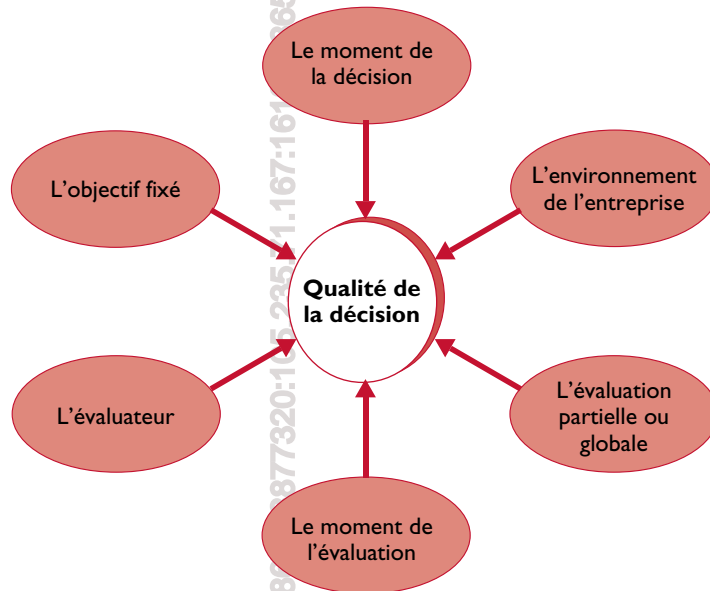 Le moment de
la décision
L'objectif fixé
L'environnement
de l'entreprise
Qualité de
la décision
L'évaluateur
L'évaluation
partielle ou
globale
Le moment de
l'évaluation